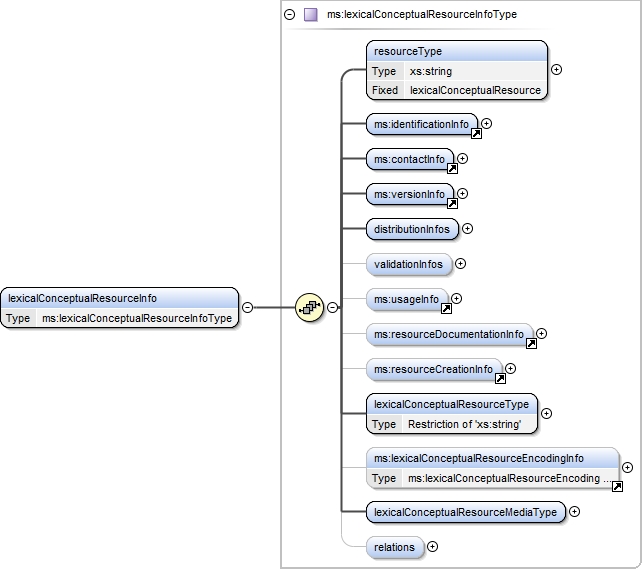 ms:lexicalConceptualResourceInfoType
resourceType
Type xs:string
Fixed lexicalConceptualResource
ms:identificationInfo
ms:contactInfo
ms:versionInfo
distributionInfos
validationInfos
lexicalConceptualResourceInfo
Type ms:lexicalConceptualResourceInfoType
ms:usageInfo
ms:resourceDocumentationInfo
ms:resourceCreationInfo
lexicalConceptualResourceType
Type Restriction of 'xs:string'
ms:lexicalConceptualResourceEncodingInfo
Type ms:lexicalConceptualResourceEncoding ...
lexicalConceptualResourceMediaType
relations